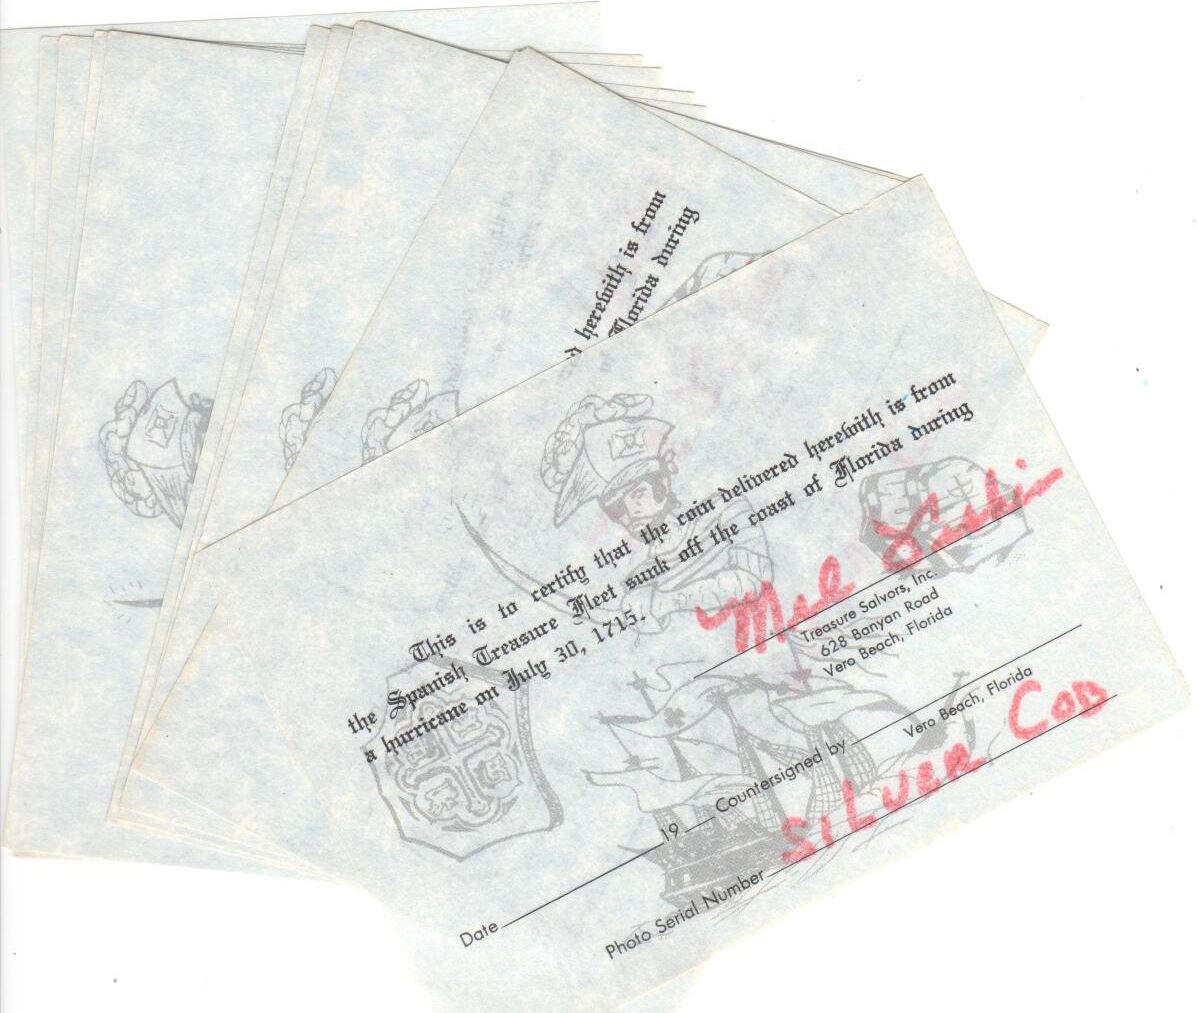 d herewith is from
Florida during
This is to certify that the coin delivered herewith is from
the Spanish Treasure Fleet sunk off the coast of Florida during
a hurricane on July 30, 1715.
Treasure Salvors, Inc.
628 Banyan Road
Vero Beach, Florida
Date 19 Countersigned by
Vero Beach, Florida
Photo Serial Number SILVER COB